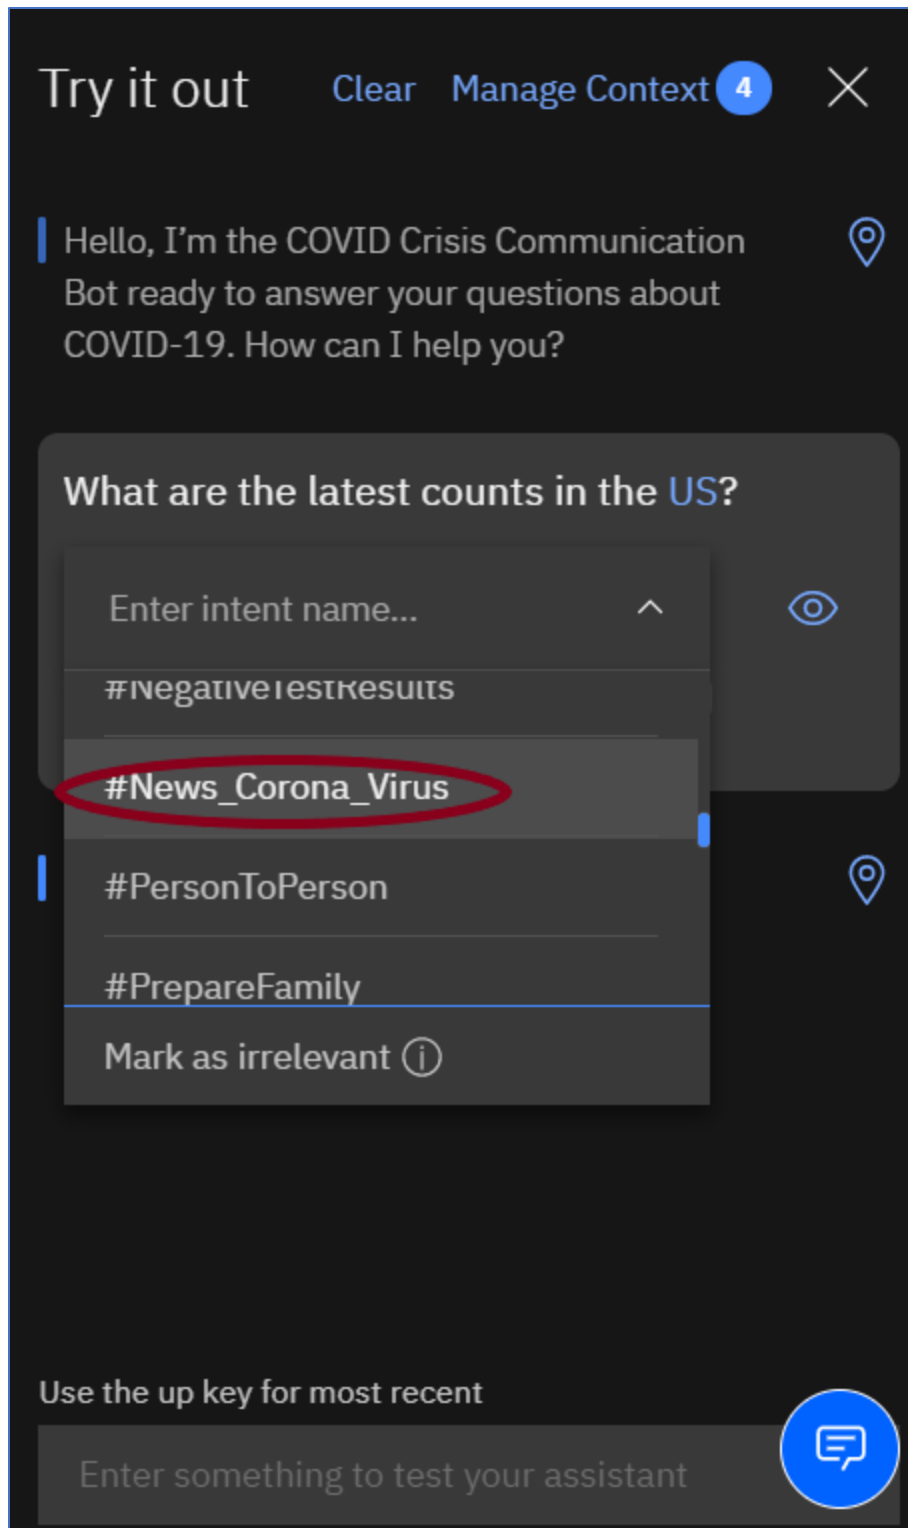 Try it out Clear Manage Context 4
Hello, I'm the COVID Crisis Communication
Bot ready to answer your questions about
COVID-19. How can I help you?
What are the latest counts in the US?
Enter intent name...
#NegativeTestResults
#News_Corona_Virus
#PersonToPerson
#PrepareFamily
Mark as irrelevant
Use the up key for most recent
Enter something to test your assistant